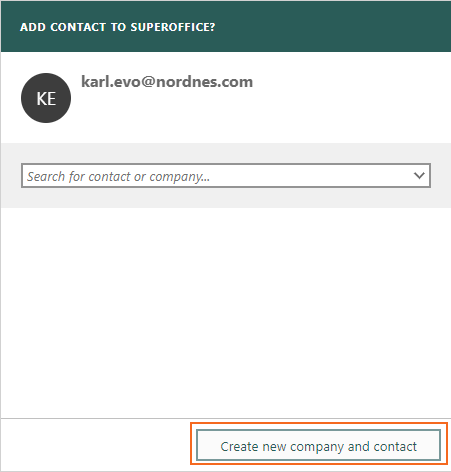 ADD CONTACT TO SUPEROFFICE?
KE
karl.evo@nordnes.com
Search for contact or company...
Create new company and contact